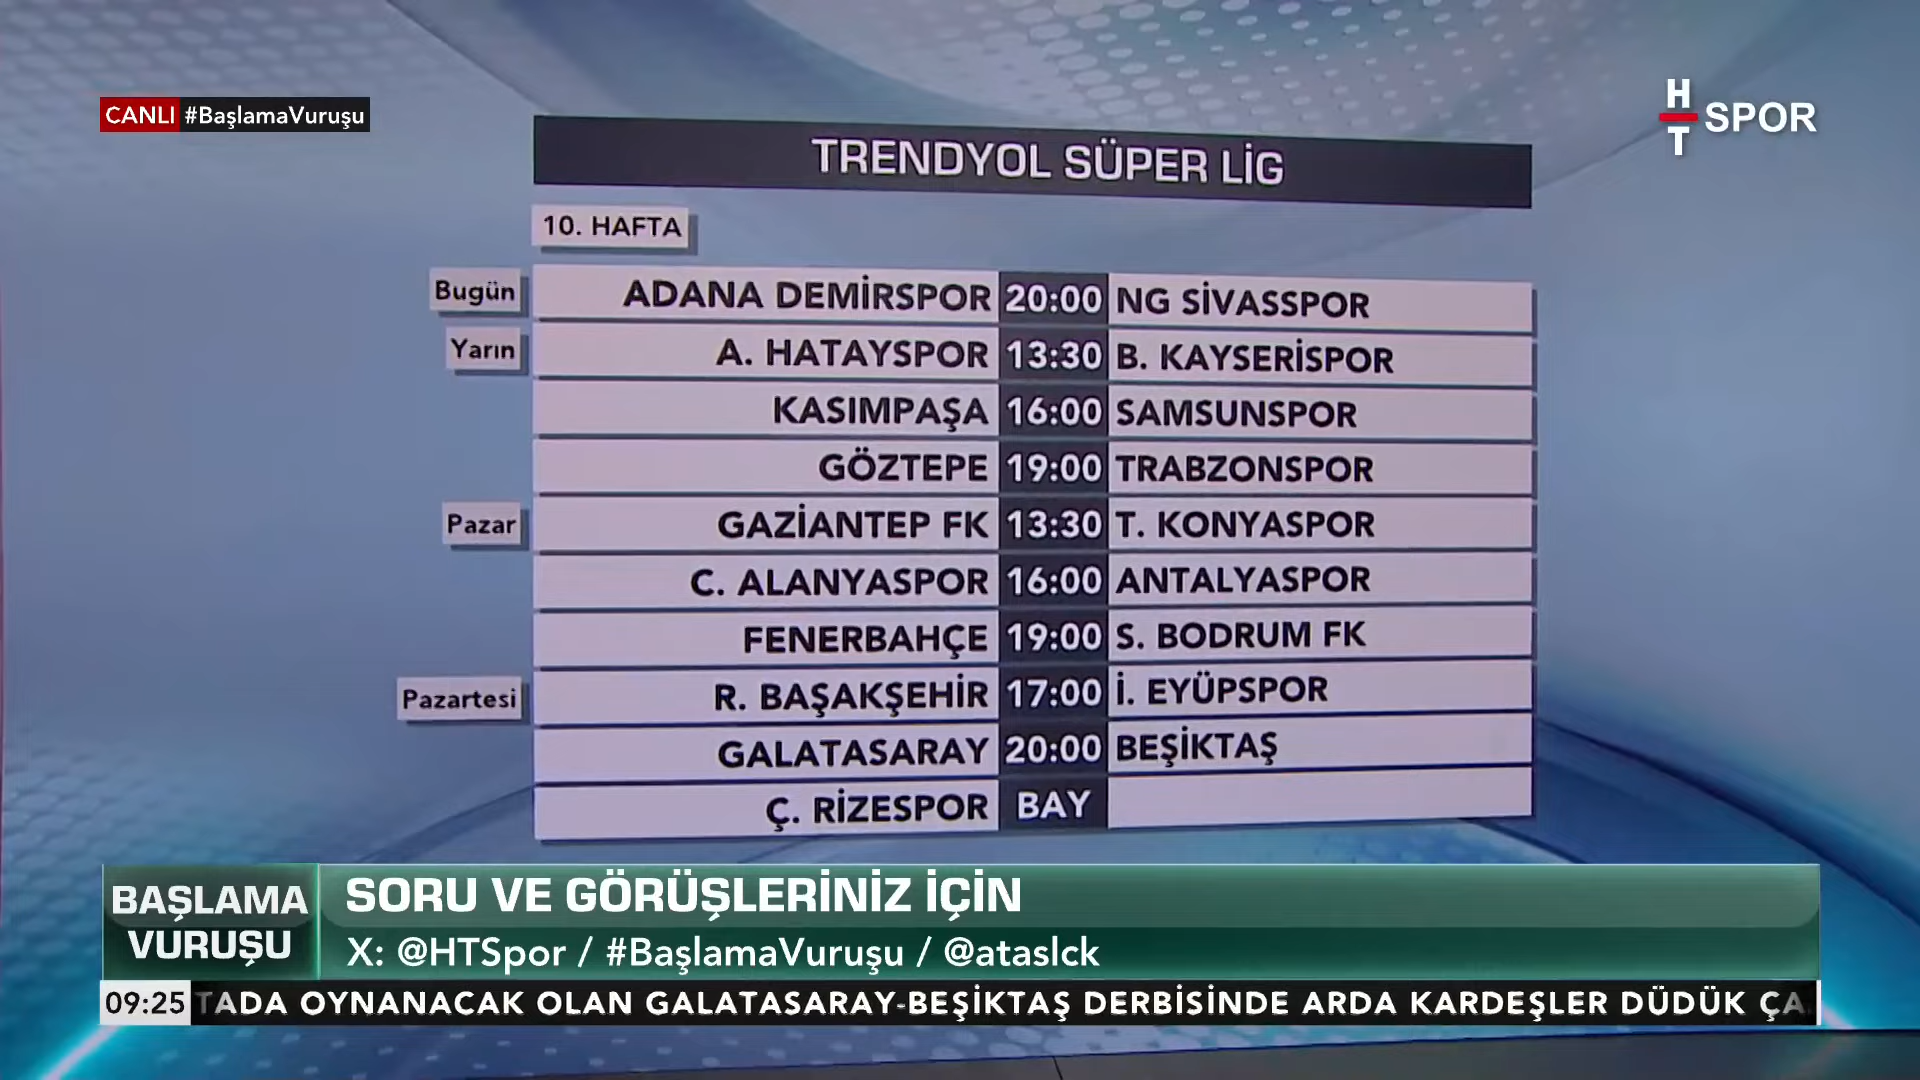 CANLI #BaşlamaVuruşu
HT SPOR
TRENDYOL SÜPER LİG
10. HAFTA
Bugün ADANA DEMİRSPOR 20:00 NG SİVASSPOR
Yarın A. HATAYSPOR 13:30 B. KAYSERİSPOR
KASIMPAŞA 16:00 SAMSUNSPOR
GÖZTEPE 19:00 TRABZONSPOR
Pazar GAZİANTEP FK 13:30 T. KONYASPOR
C. ALANYASPOR 16:00 ANTALYASPOR
FENERBAHÇE 19:00 S. BODRUM FK
Pazartesi R. BAŞAKŞEHİR 17:00 İ. EYÜPSPOR
GALATASARAY 20:00 BEŞİKTAŞ
Ç. RİZESPOR BAY
BAŞLAMA
VURUŞU
SORU VE GÖRÜŞLERİNİZ İÇİN
X: @HTSpor / #BaşlamaVuruşu / @ataslck
09:25 TADA OYNANACAK OLAN GALATASARAY-BEŞİKTAŞ DERBİSİNDE ARDA KARDEŞLER DÜDÜK ÇA